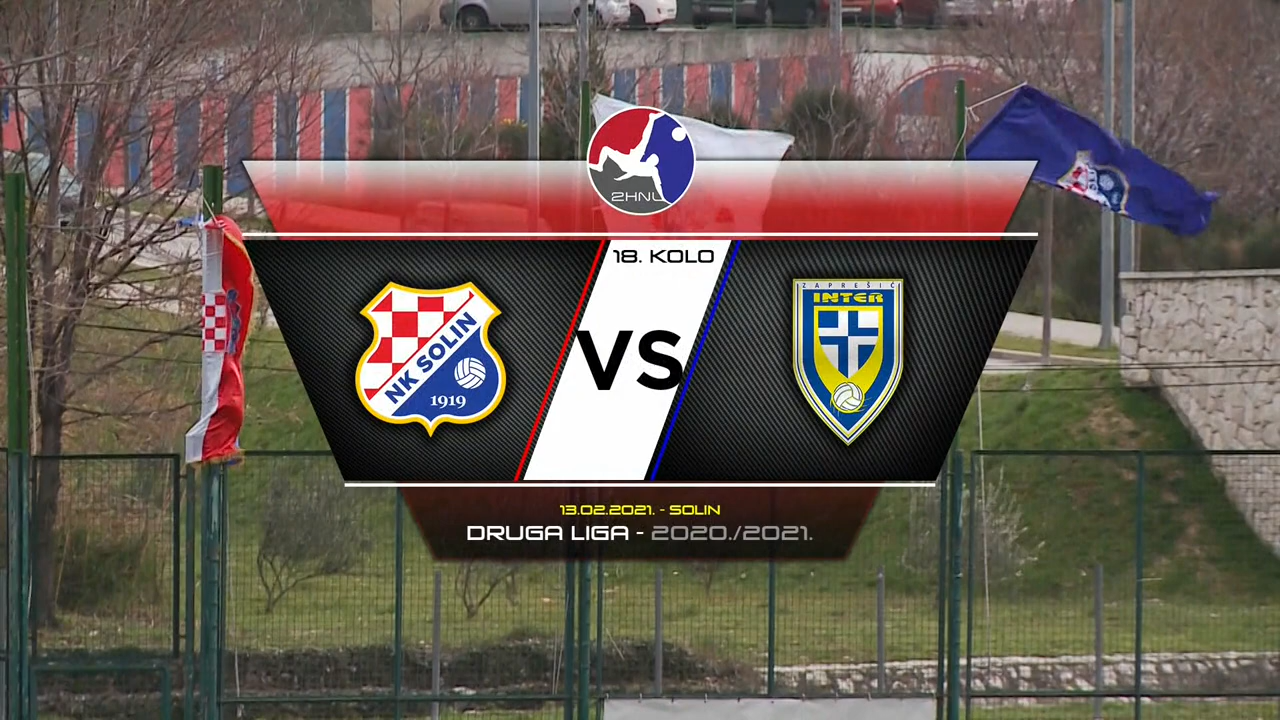 2HNL
18. KOLO
NK SOLIN
1919
VS
ZAPREŠIĆ
INTER
13.02.2021. - SOLIN
DRUGA LIGA - 2020./2021.